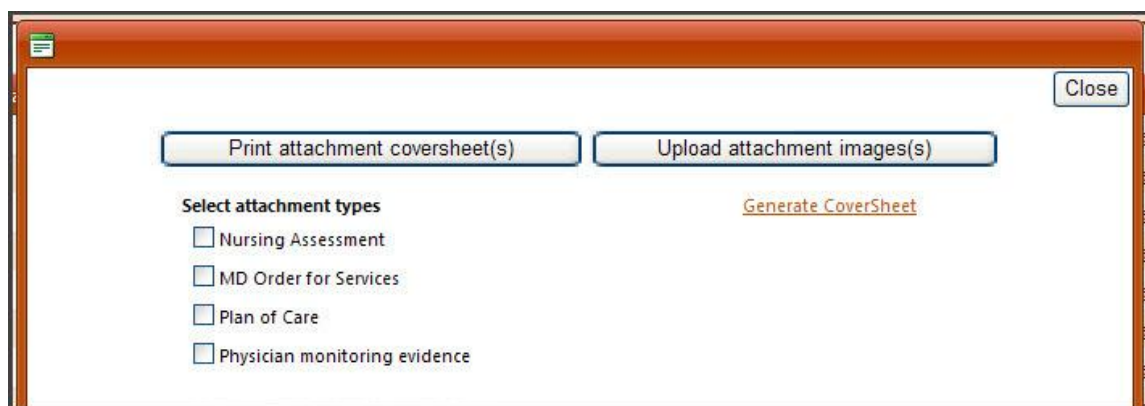 Close
Print attachment coversheet(s)
Upload attachment images(s)
Select attachment types
Generate CoverSheet
Nursing Assessment
MD Order for Services
Plan of Care
Physician monitoring evidence